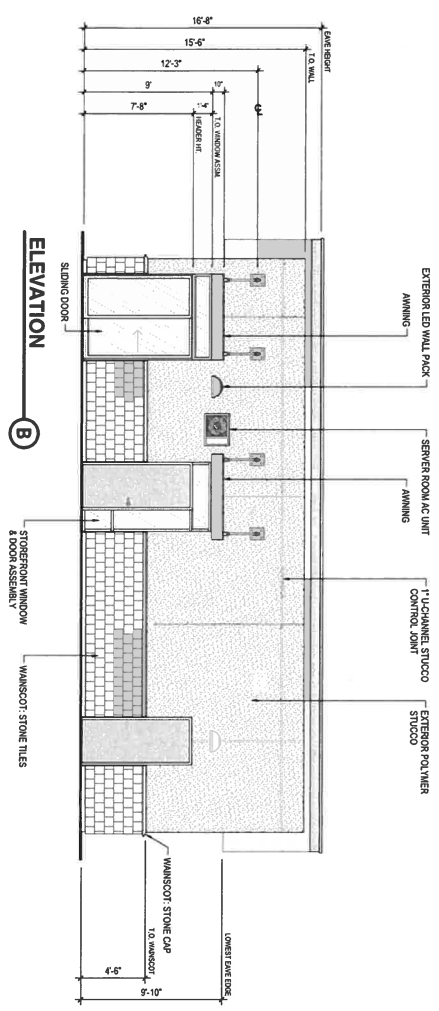 16'-8"
15'-6"
12'-3"
9'
10"
7'-8"
1'-4"
EAVE HEIGHT
T.O. WALL
T.O. WINDOW ASSM.
HEADER HT.
EXTERIOR LED WALL PACK
AWNING
SERVER ROOM AC UNIT
AWNING
1" U-CHANNEL STUCCO
CONTROL JOINT
EXTERIOR POLYMER
STUCCO
SLIDING DOOR
STOREFRONT WINDOW
& DOOR ASSEMBLY
WAINSCOT: STONE TILES
WAINSCOT: STONE CAP
T.O. WAINSCOT
LOWEST EAVE EDGE
4'-6"
9'-10"
ELEVATION
B